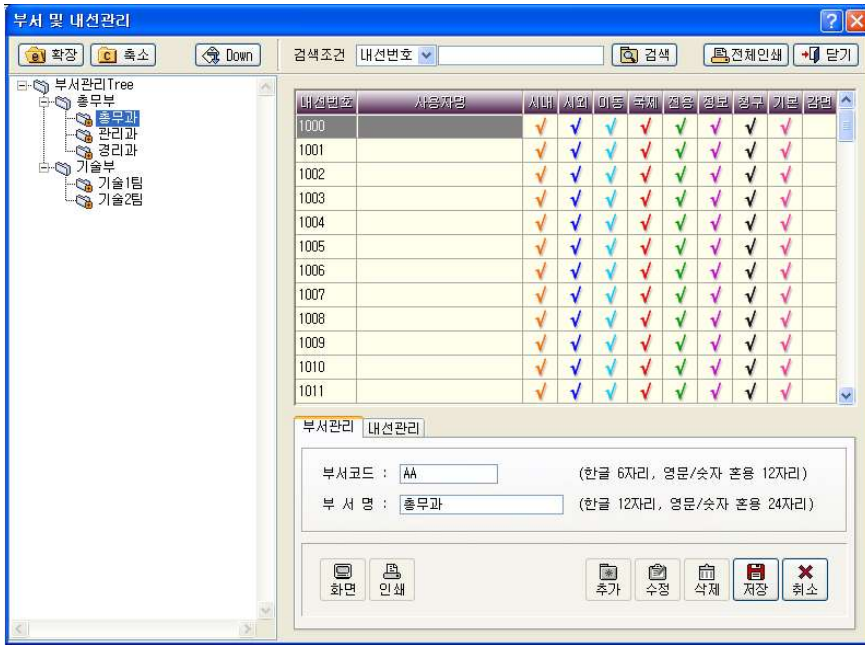 부서 및 내선관리
확장 축소 Down 검색조건 내선번호 검색 전체인쇄 닫기
부서관리Tree
총무부
총무과
관리과
경리과
기술부
기술1팀
기술2팀
내선번호 사용자명 시내 시외 이동 국제 전용 정보 청구 기본 감면
1000
1001
1002
1003
1004
1005
1006
1007
1008
1009
1010
1011
부서관리 내선관리
부서코드 : AA (한글 6자리, 영문/숫자 혼용 12자리)
부 서 명 : 총무과 (한글 12자리, 영문/숫자 혼용 24자리)
화면 인쇄 추가 수정 삭제 저장 취소